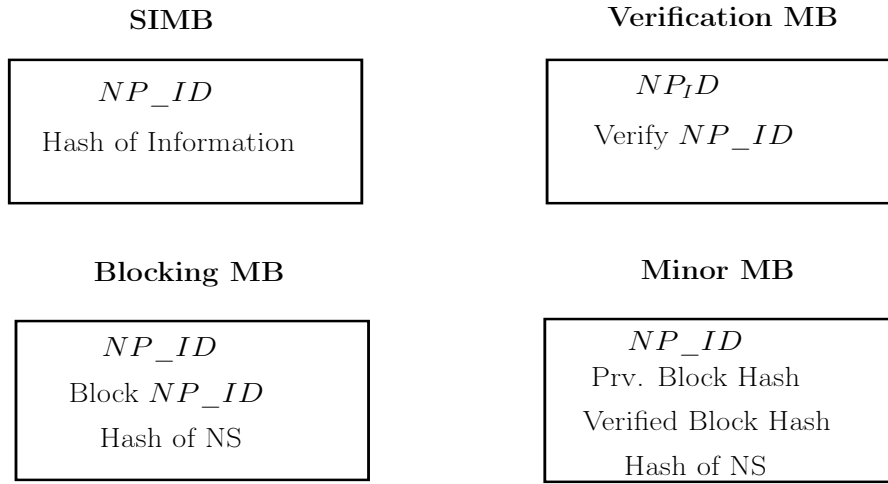 SIMB
NP_ID
Hash of Information
Verification MB
NP_ID
Verify NP_ID
Blocking MB
NP_ID
Block NP_ID
Hash of NS
Minor MB
NP_ID
Prv. Block Hash
Verified Block Hash
Hash of NS